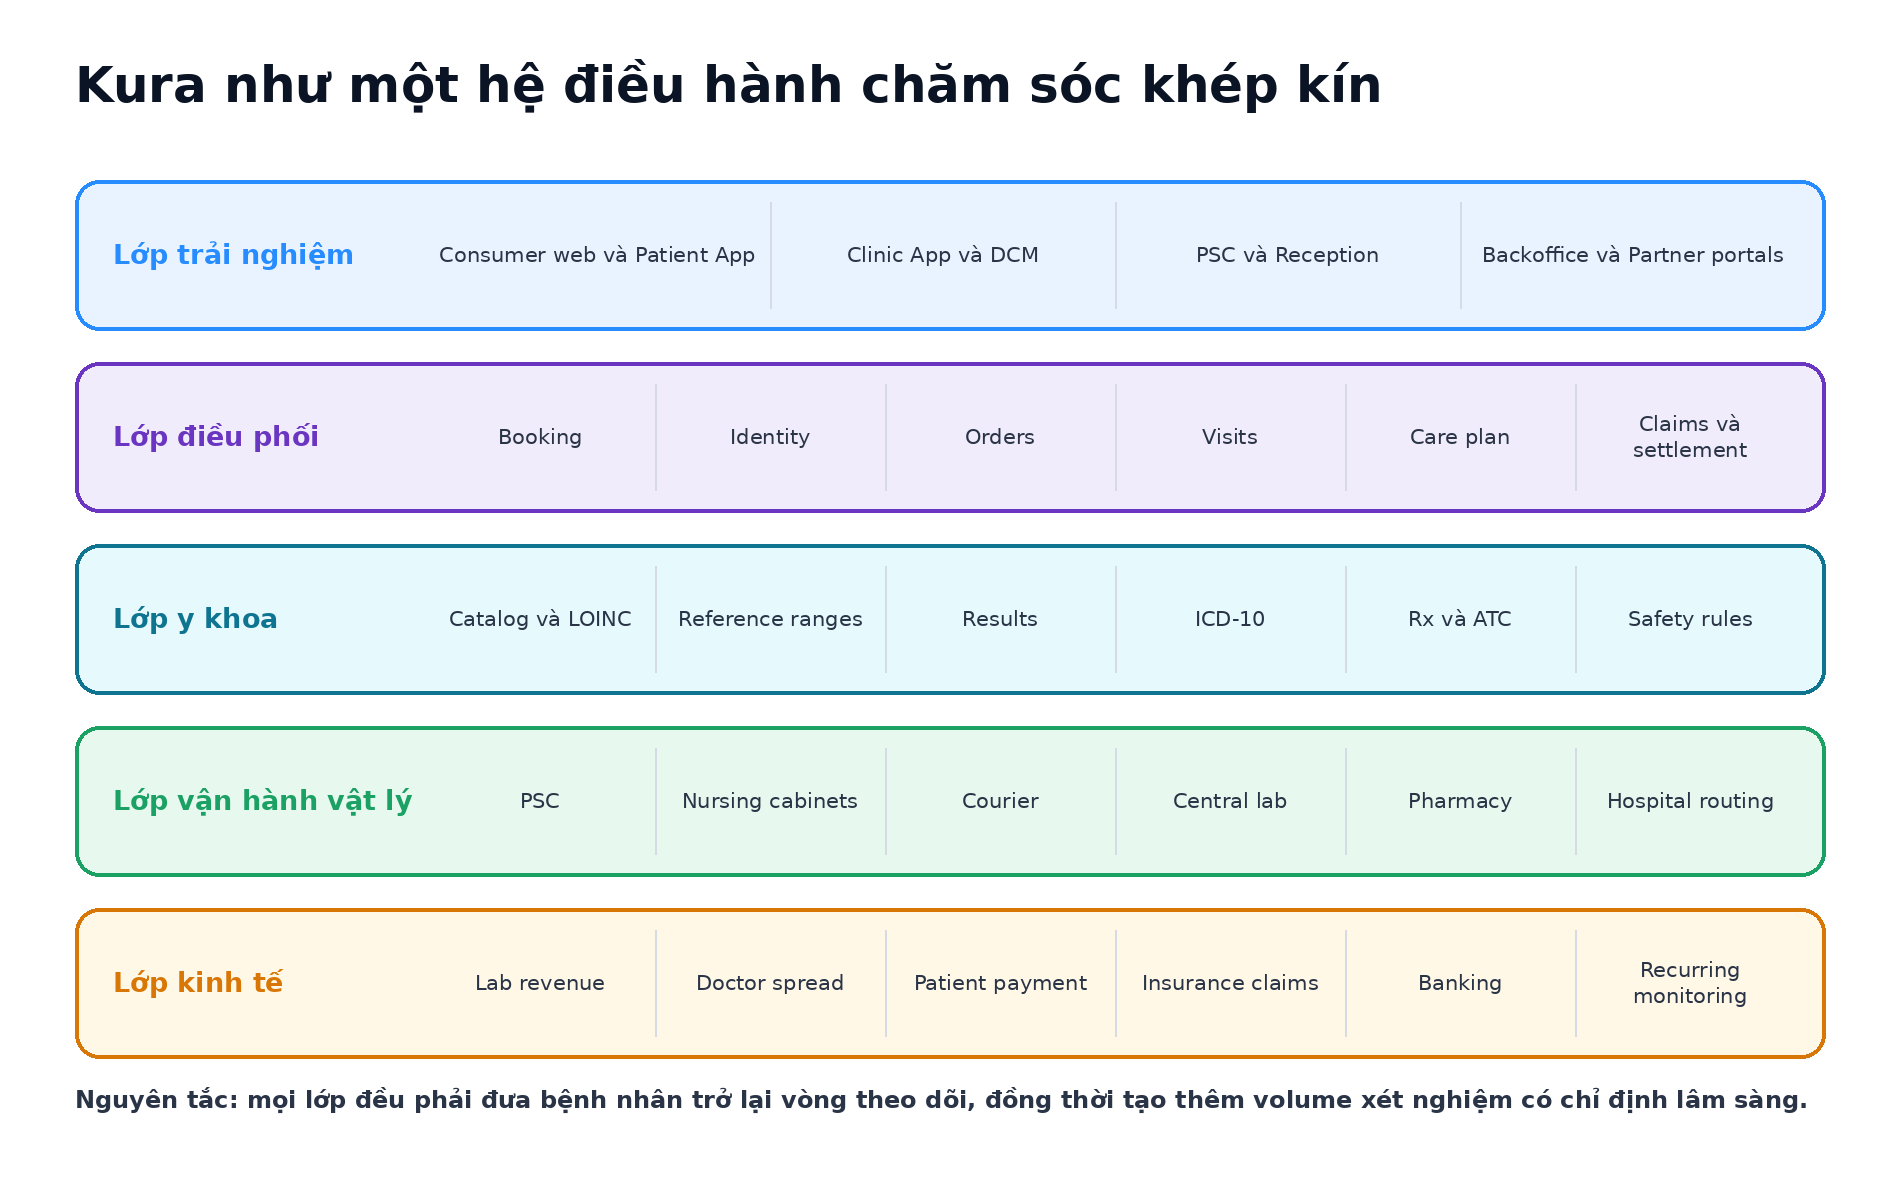 Kura như một hệ điều hành chăm sóc khép kín
Lớp trải nghiệm
Consumer web và Patient App
Clinic App và DCM
PSC và Reception
Backoffice và Partner portals
Lớp điều phối
Booking
Identity
Orders
Visits
Care plan
Claims và
settlement
Lớp y khoa
Catalog và LOINC
Reference ranges
Results
ICD-10
Rx và ATC
Safety rules
Lớp vận hành vật lý
PSC
Nursing cabinets
Courier
Central lab
Pharmacy
Hospital routing
Lớp kinh tế
Lab revenue
Doctor spread
Patient payment
Insurance claims
Banking
Recurring
monitoring
Nguyên tắc: mọi lớp đều phải đưa bệnh nhân trở lại vòng theo dõi, đồng thời tạo thêm volume xét nghiệm có chỉ định lâm sàng.